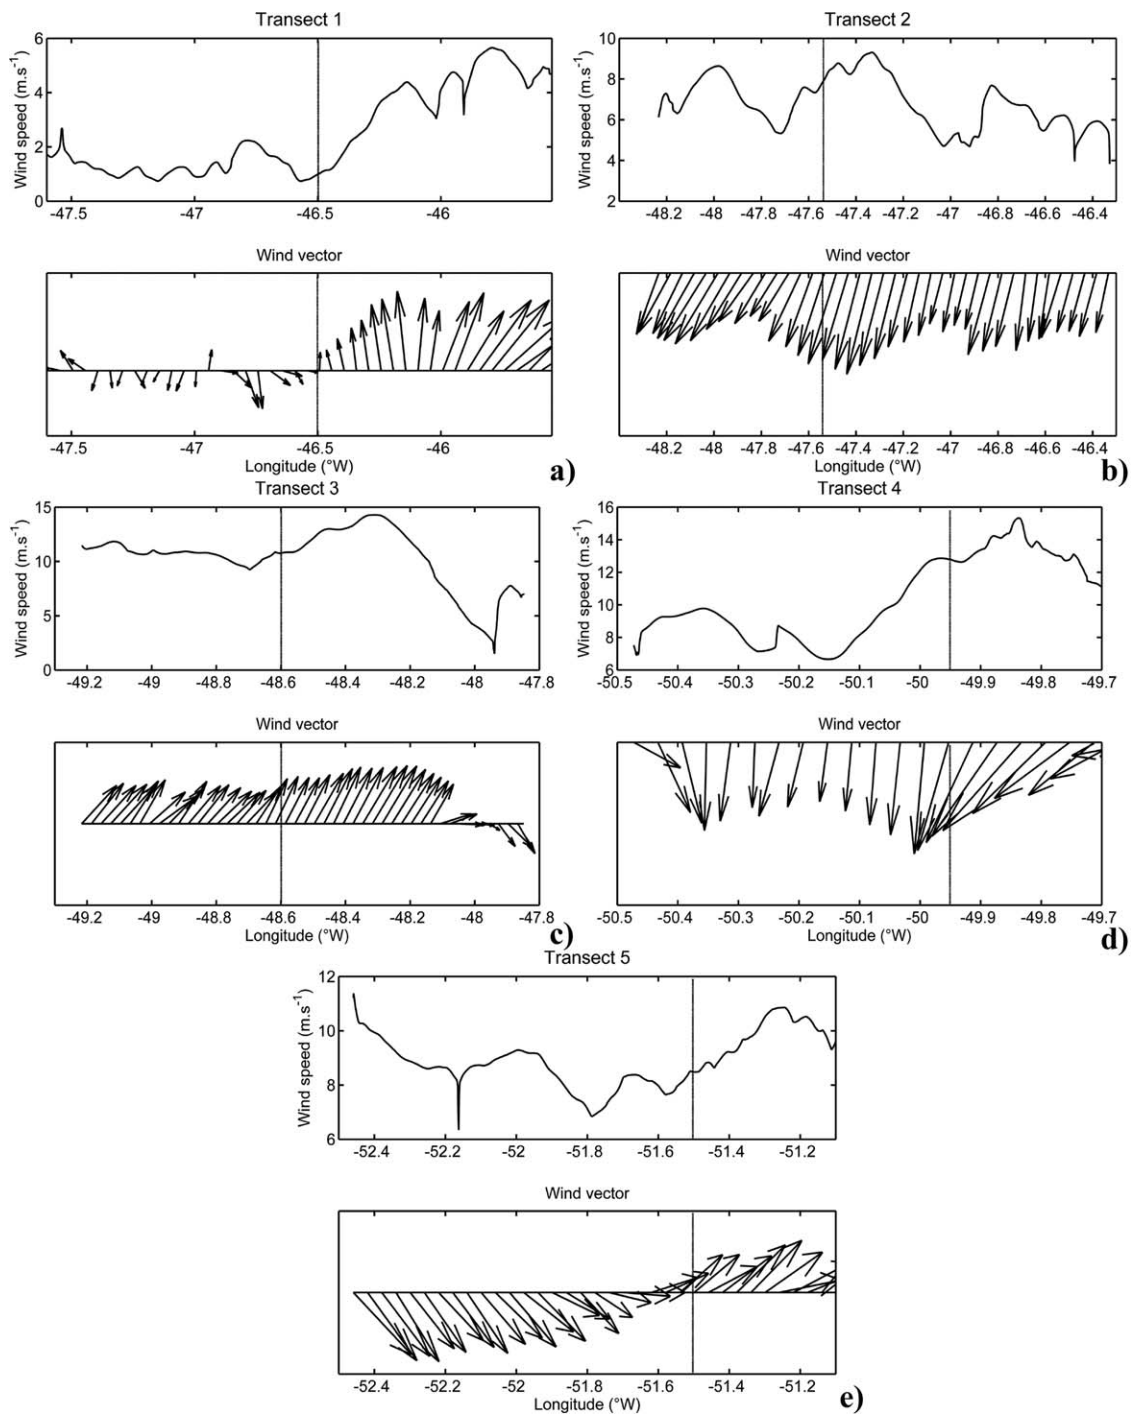 Transect 1
Wind speed (m.s-1)
6
4
2
0
-47.5 -47 -46.5 -46
Wind vector
-47.5 -47 -46.5 -46
Longitude (°W)
a)
Transect 2
Wind speed (m.s-1)
10
8
6
4
2
-48.2 -48 -47.8 -47.6 -47.4 -47.2 -47 -46.8 -46.6 -46.4
Wind vector
-48.2 -48 -47.8 -47.6 -47.4 -47.2 -47 -46.8 -46.6 -46.4
Longitude (°W)
b)
Transect 3
Wind speed (m.s-1)
15
10
5
0
-49.2 -49 -48.8 -48.6 -48.4 -48.2 -48 -47.8
Wind vector
-49.2 -49 -48.8 -48.6 -48.4 -48.2 -48 -47.8
Longitude (°W)
c)
Transect 4
Wind speed (m.s-1)
16
14
12
10
8
6
-50.5 -50.4 -50.3 -50.2 -50.1 -50 -49.9 -49.8 -49.7
Wind vector
-50.5 -50.4 -50.3 -50.2 -50.1 -50 -49.9 -49.8 -49.7
Longitude (°W)
d)
Transect 5
Wind speed (m.s-1)
12
10
8
6
-52.4 -52.2 -52 -51.8 -51.6 -51.4 -51.2
Wind vector
-52.4 -52.2 -52 -51.8 -51.6 -51.4 -51.2
Longitude (°W)
e)